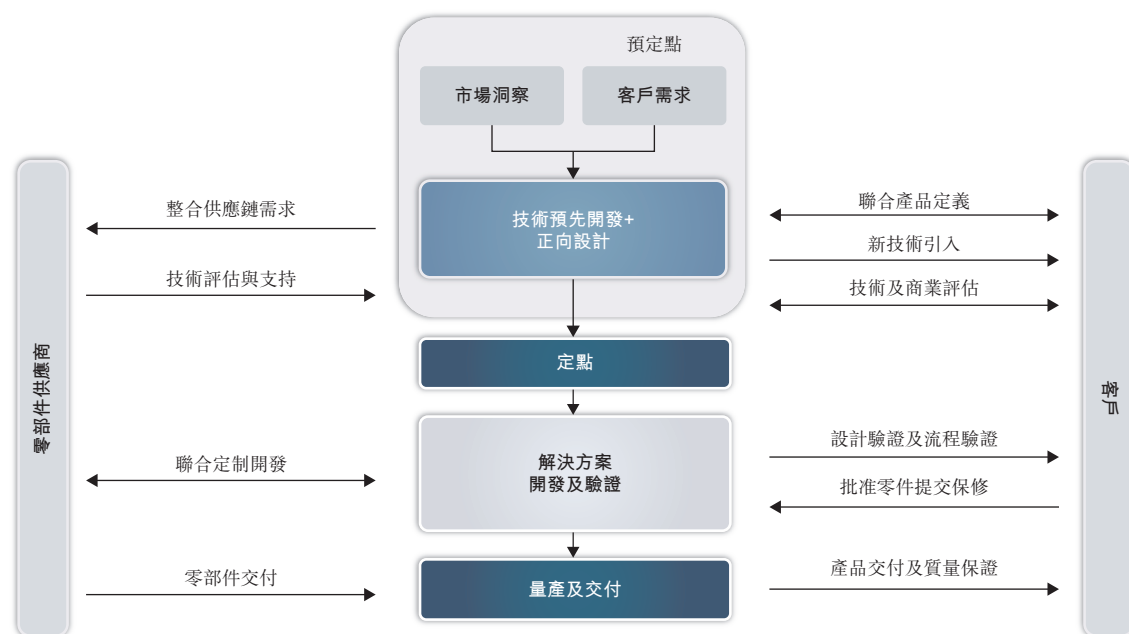 預定點
市場洞察
客戶需求
技術預先開發+
正向設計
整合供應鏈需求
技術評估與支持
聯合產品定義
新技術引入
技術及商業評估
定點
零部件供應商
客戶
解決方案
開發及驗證
聯合定制開發
設計驗證及流程驗證
批准零件提交保修
量產及交付
零部件交付
產品交付及質量保證